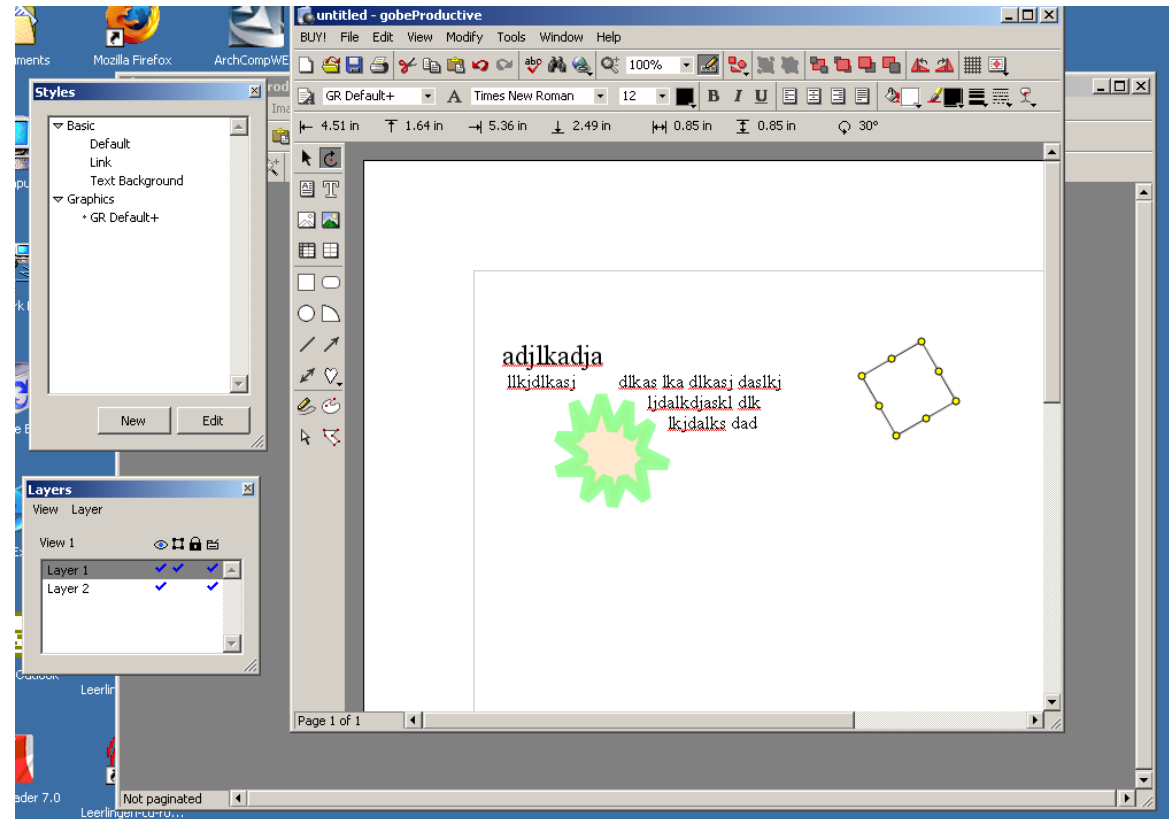 untitled - gobeProductive
BUY! File Edit View Modify Tools Window Help
100%
GR Default+ A Times New Roman 12 B I U
4.51 in 1.64 in 5.36 in 2.49 in 0.85 in 0.85 in 30°
Mozilla Firefox
ArchCompWE
Styles
Basic
Default
Link
Text Background
Graphics
GR Default+
New Edit
Layers
View Layer
View 1
Layer 1
Layer 2
adjlkadja
llkjdlkasj dlkas lka dlkasj daslkj
ljdalkdjaskl dlk
lkjdalks dad
Page 1 of 1
Not paginated
ader 7.0
Leerlingen-cd-ro...